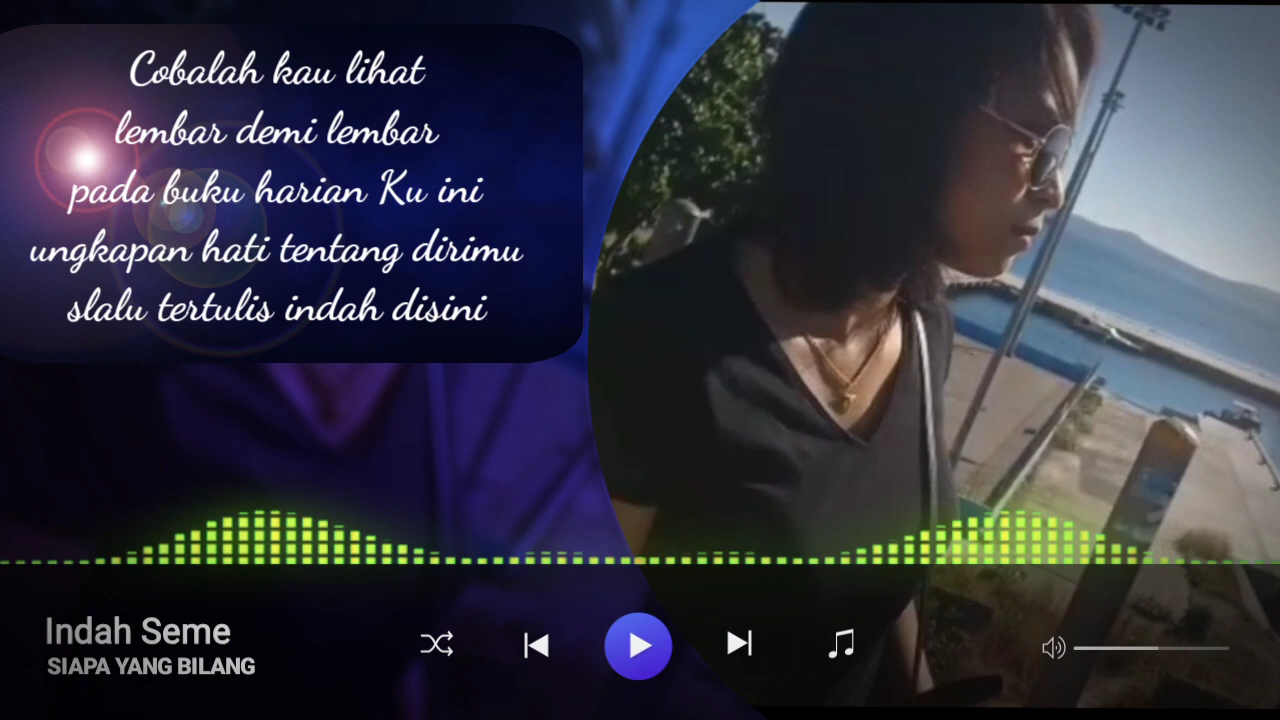 Cobalah kau lihat
lembar demi lembar
pada buku harian Ku ini
ungkapan hati tentang dirimu
slalu tertulis indah disini
Indah Seme
SIAPA YANG BILANG